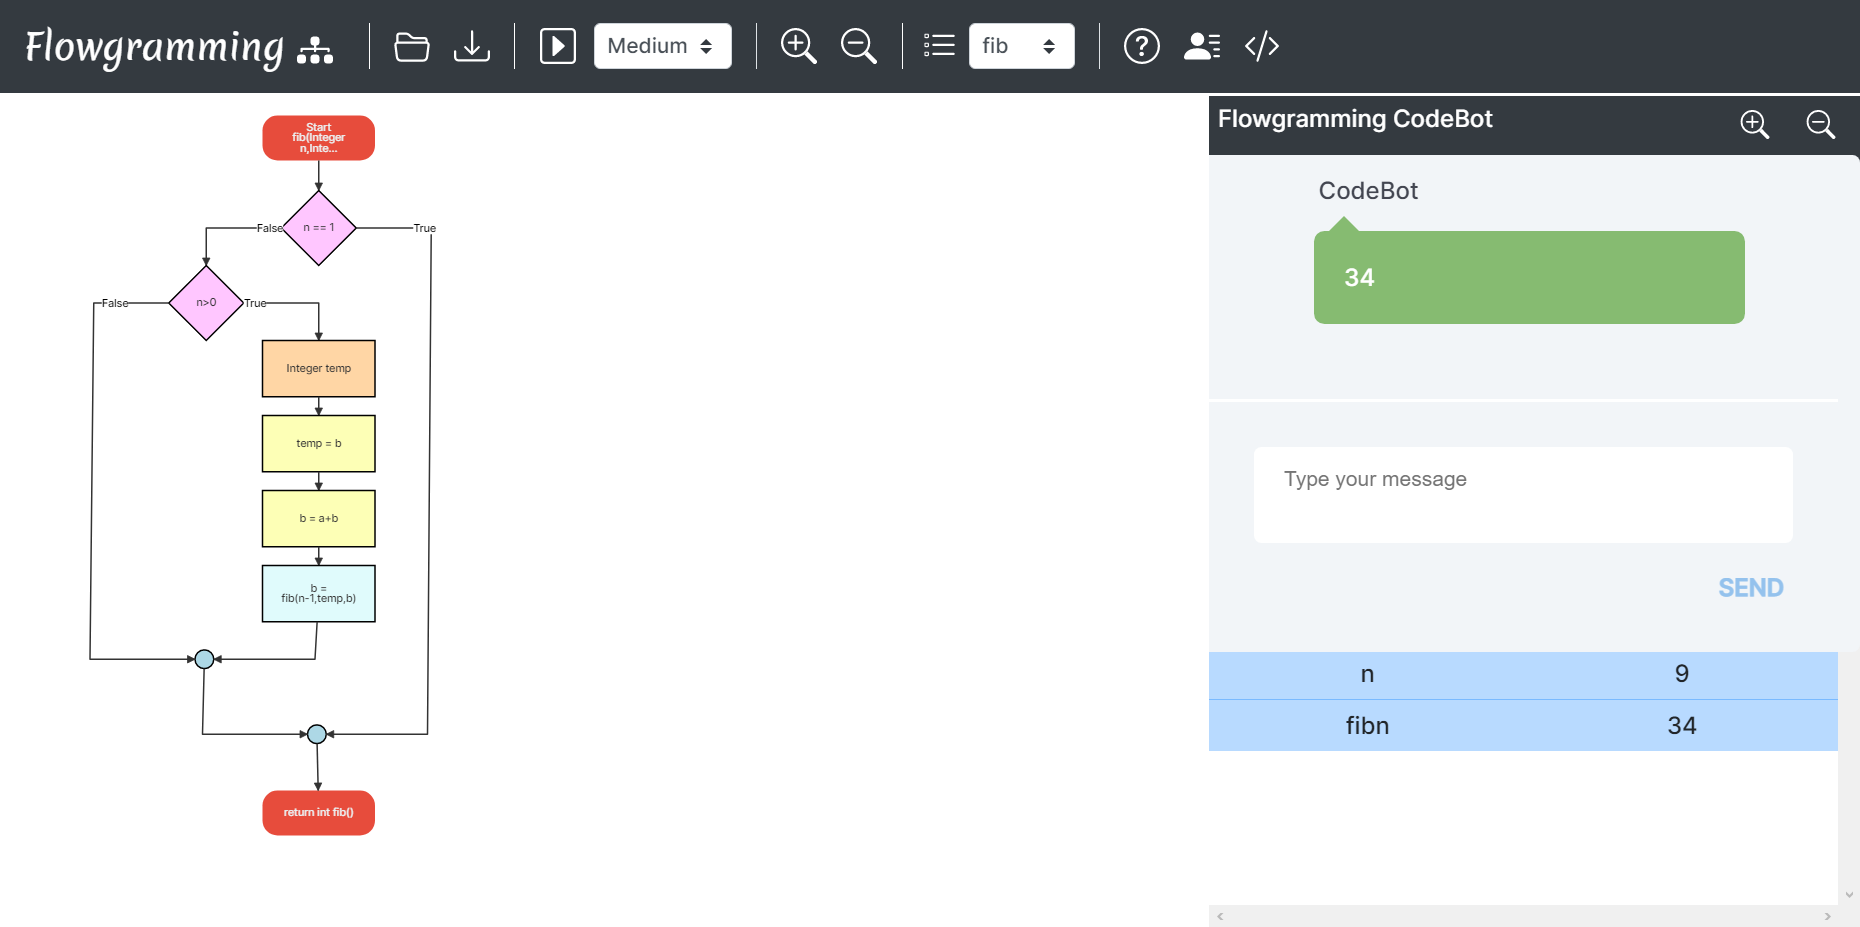 Flowgramming
Medium
fib
Start
fib(Integer
n,Inte...
n == 1
False
True
n>0
False
True
Integer temp
temp = b
b = a+b
b =
fib(n-1,temp,b)
return int fib()
Flowgramming CodeBot
CodeBot
34
Type your message
SEND
n 9
fibn 34